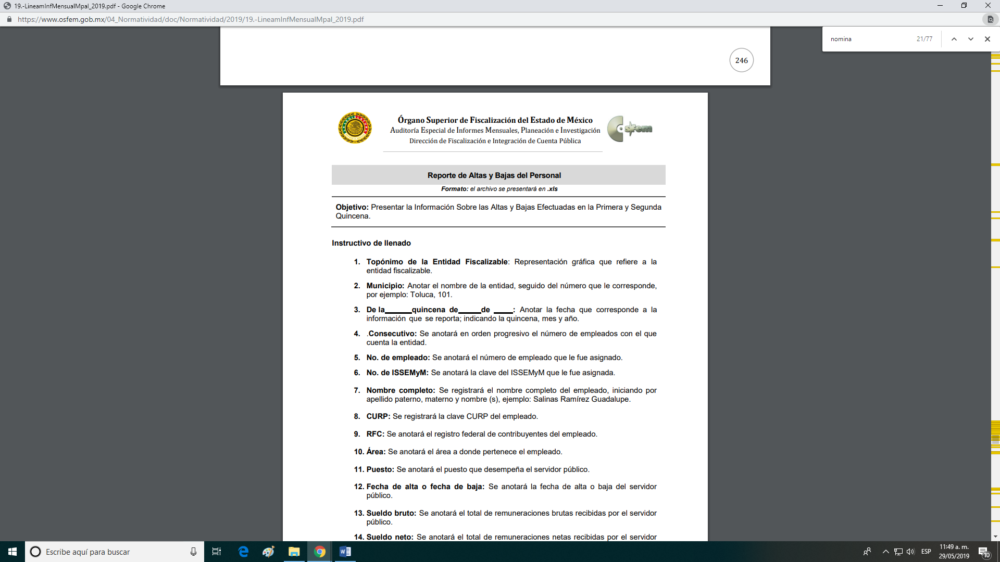 19.-LineamInfMensualMpal_2019.pdf - Google Chrome
https://www.osfem.gob.mx/04_Normatividad/doc/Normatividad/2019/19.-LineamInfMensualMpal_2019.pdf
nomina 21/77
246
Órgano Superior de Fiscalización del Estado de México
Auditoría Especial de Informes Mensuales, Planeación e Investigación
Dirección de Fiscalización e Integración de Cuenta Pública
osfem
Reporte de Altas y Bajas del Personal
Formato: el archivo se presentará en .xls
Objetivo: Presentar la Información Sobre las Altas y Bajas Efectuadas en la Primera y Segunda
Quincena.
Instructivo de llenado
1. Topónimo de la Entidad Fiscalizable: Representación gráfica que refiere a la
entidad fiscalizable.
2. Municipio: Anotar el nombre de la entidad, seguido del número que le corresponde,
por ejemplo: Toluca, 101.
3. De la______quincena de_____de ____: Anotar la fecha que corresponde a la
información que se reporta; indicando la quincena, mes y año.
4. .Consecutivo: Se anotará en orden progresivo el número de empleados con el que
cuenta la entidad.
5. No. de empleado: Se anotará el número de empleado que le fue asignado.
6. No. de ISSEMyM: Se anotará la clave del ISSEMyM que le fue asignada.
7. Nombre completo: Se registrará el nombre completo del empleado, iniciando por
apellido paterno, materno y nombre (s), ejemplo: Salinas Ramírez Guadalupe.
8. CURP: Se registrará la clave CURP del empleado.
9. RFC: Se anotará el registro federal de contribuyentes del empleado.
10. Área: Se anotará el área a donde pertenece el empleado.
11. Puesto: Se anotará el puesto que desempeña el servidor público.
12. Fecha de alta o fecha de baja: Se anotará la fecha de alta o baja del servidor
público.
13. Sueldo bruto: Se anotará el total de remuneraciones brutas recibidas por el servidor
público.
14. Sueldo neto: Se anotará el total de remuneraciones netas recibidas por el servidor
Escribe aquí para buscar
ESP
11:49 a. m.
29/05/2019
10